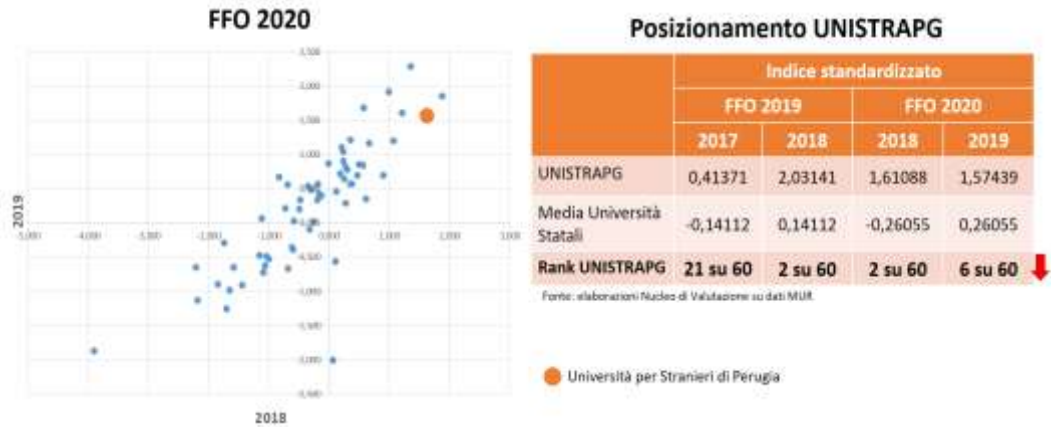 FFO 2020
2019
2018
Posizionamento UNISTRAPG
Indice standardizzato
FFO 2019 FFO 2020
2017 2018 2018 2019
UNISTRAPG 0,41371 2,03141 1,61088 1,57439
Media Università
Statali -0,14112 0,14112 -0,26055 0,26055
Rank UNISTRAPG 21 su 60 2 su 60 2 su 60 6 su 60
Fonte: elaborazioni Nucleo di Valutazione su dati MUR
Università per Stranieri di Perugia